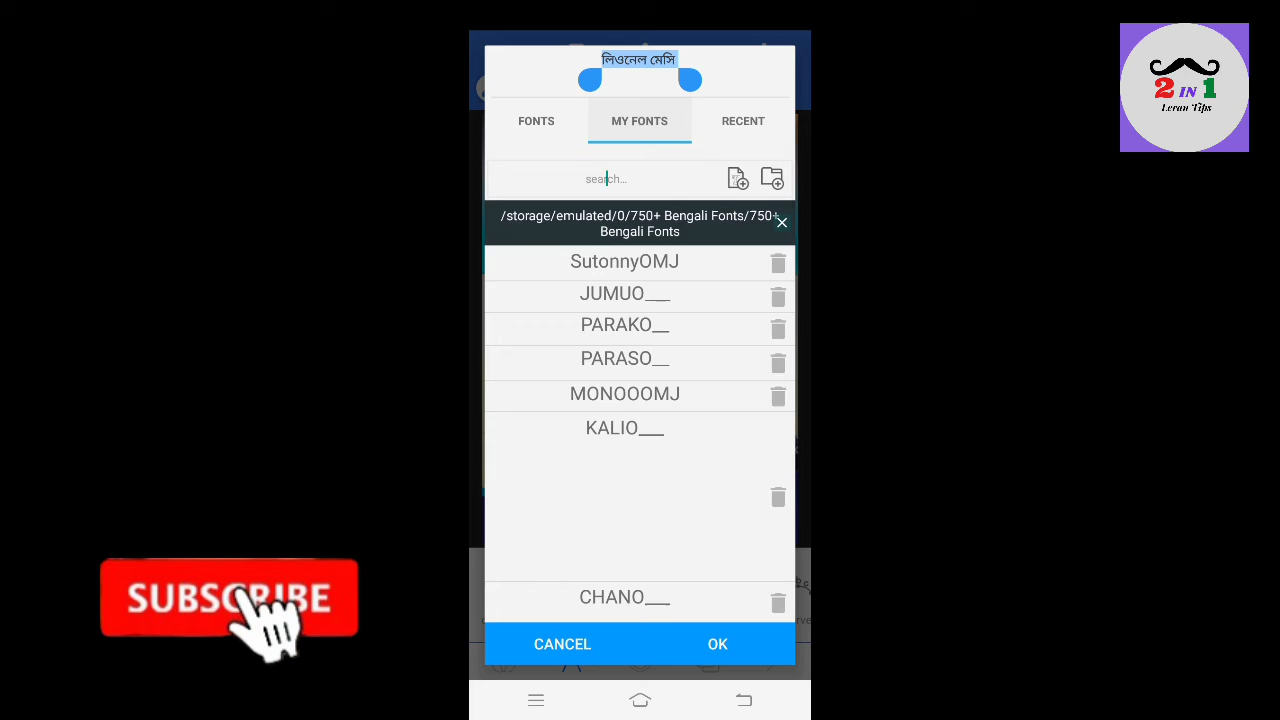 লিওনেল মেসি
FONTS
MY FONTS
RECENT
search...
/storage/emulated/0/750+ Bengali Fonts/750+
Bengali Fonts
SutonnyOMJ
JUMUO___
PARAKO__
PARASO__
MONOOOMJ
KALIO___
CHANO___
CANCEL
OK
2 IN 1
Leran Tips
SUBSCRIBE